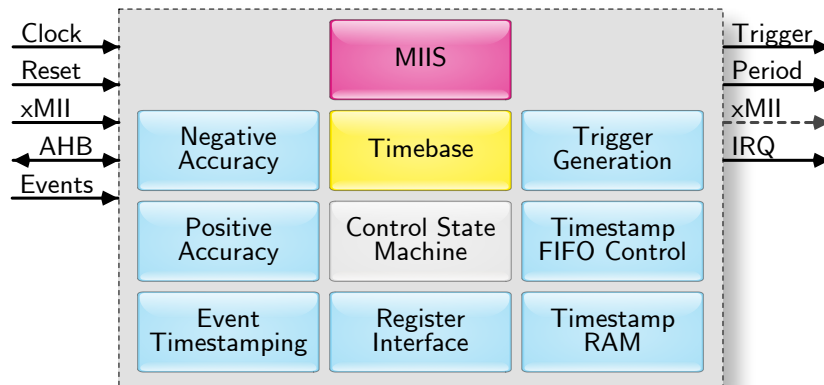 Clock
Reset
xMII
AHB
Events
MIIS
Negative
Accuracy
Timebase
Trigger
Generation
Positive
Accuracy
Control State
Machine
Timestamp
FIFO Control
Event
Timestamping
Register
Interface
Timestamp
RAM
Trigger
Period
xMII
IRQ